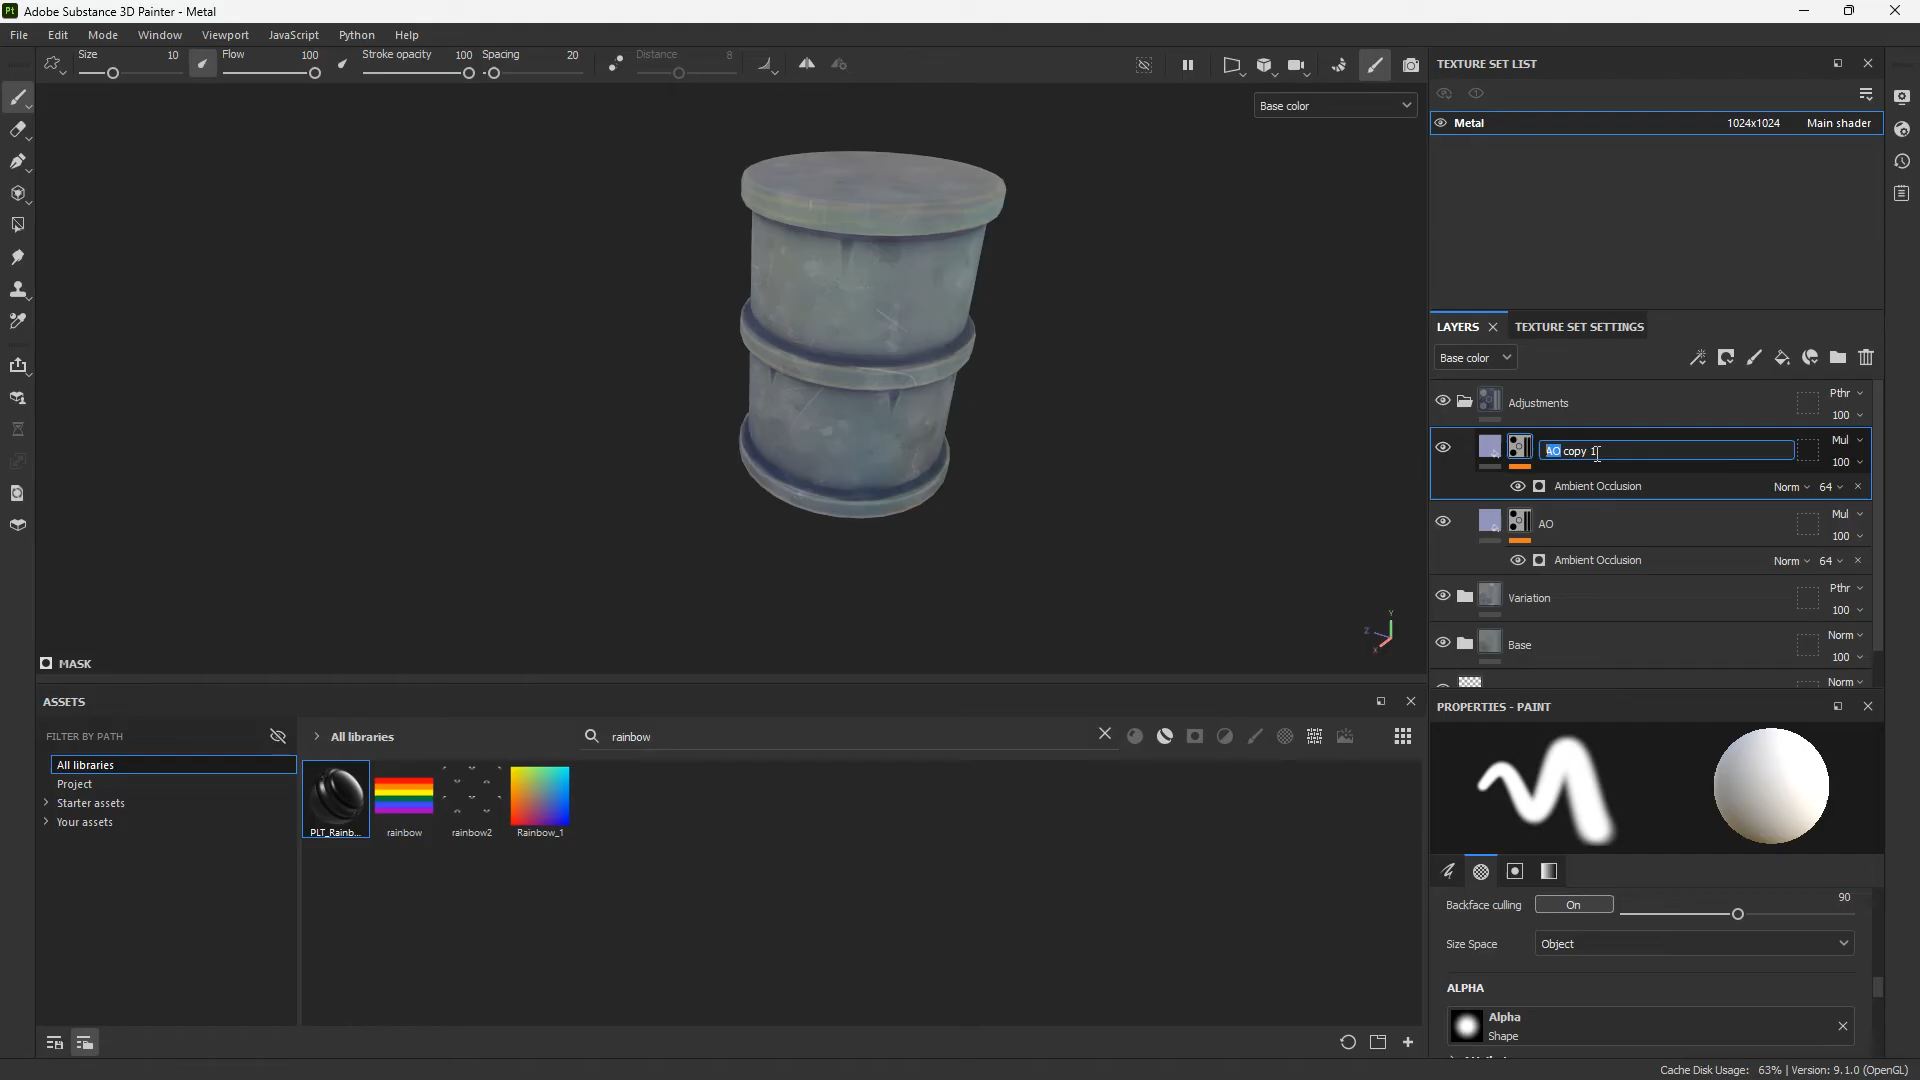 Pt Adobe Substance 3D Painter - Metal
File Edit Mode Window Viewport JavaScript Python Help
Size 10 Flow 100 Stroke opacity 100 Spacing 20 Distance 8
Base color
Y
Z
X
MASK
TEXTURE SET LIST
Metal 1024x1024 Main shader
LAYERS TEXTURE SET SETTINGS
Base color
Adjustments Pthr
100
AO copy 1 Mul
100
Ambient Occlusion Norm 64
AO Mul
100
Ambient Occlusion Norm 64
Variation Pthr
100
Base Norm
100
Norm
ASSETS
FILTER BY PATH
All libraries
Project
Starter assets
Your assets
All libraries
rainbow
PLT_Rainb... rainbow rainbow2 Rainbow_1
PROPERTIES - PAINT
Backface culling On 90
Size Space Object
ALPHA
Alpha
Shape
Cache Disk Usage: 63% | Version: 9.1.0 (OpenGL)